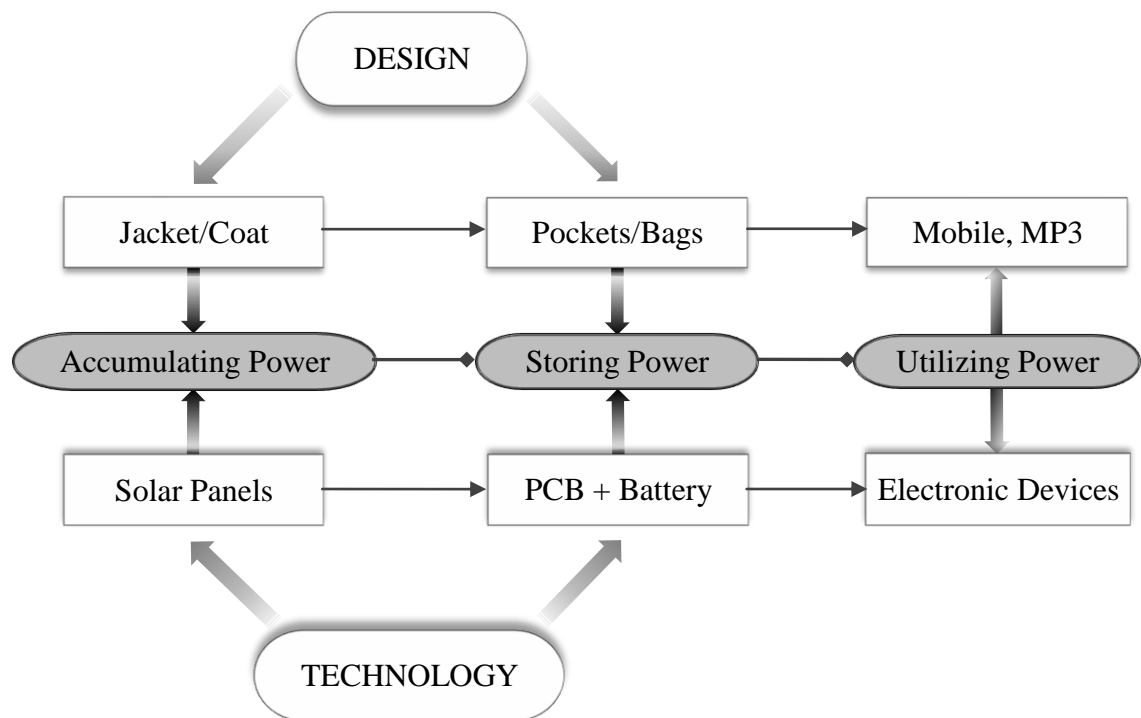 DESIGN
Jacket/Coat
Pockets/Bags
Mobile, MP3
Accumulating Power
Storing Power
Utilizing Power
Solar Panels
PCB + Battery
Electronic Devices
TECHNOLOGY